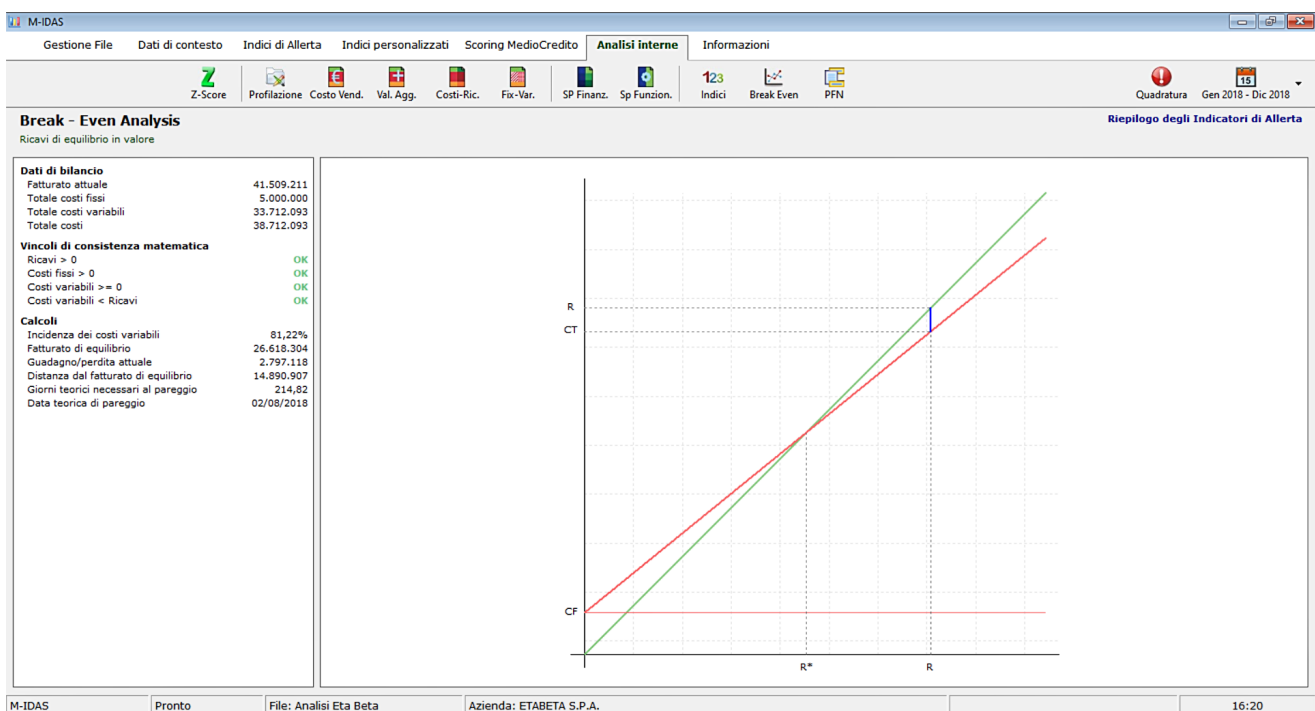 M-IDAS
Gestione File Dati di contesto Indici di Allerta Indici personalizzati Scoring MedioCredito Analisi interne Informazioni
Z-Score Profilazione Costo Vend. Val. Agg. Costi-Ric. Fix-Var. SP Finanz. Sp Funzion. 123 Indici Break Even PFN Quadratura 15 Gen 2018 - Dic 2018
Break - Even Analysis
Riepilogo degli Indicatori di Allerta
Ricavi di equilibrio in valore
Dati di bilancio
Fatturato attuale 41.509.211
Totale costi fissi 5.000.000
Totale costi variabili 33.712.093
Totale costi 38.712.093
Vincoli di consistenza matematica
Ricavi > 0 OK
Costi fissi > 0 OK
Costi variabili >= 0 OK
Costi variabili < Ricavi OK
Calcoli
Incidenza dei costi variabili 81,22%
Fatturato di equilibrio 26.618.304
Guadagno/perdita attuale 2.797.118
Distanza dal fatturato di equilibrio 14.890.907
Giorni teorici necessari al pareggio 214,82
Data teorica di pareggio 02/08/2018
R
CT
CF
R* R
M-IDAS Pronto File: Analisi Eta Beta Azienda: ETABETA S.P.A. 16:20